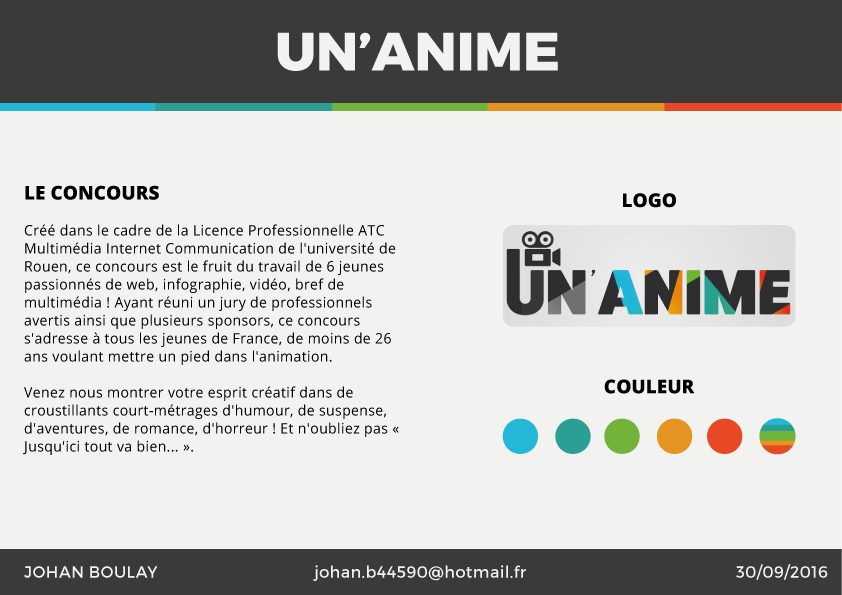 UN’ANIME
LE CONCOURS
Créé dans le cadre de la Licence Professionnelle ATC
Multimédia Internet Communication de l'université de
Rouen, ce concours est le fruit du travail de 6 jeunes
passionnés de web, infographie, vidéo, bref de
multimédia ! Ayant réuni un jury de professionnels
avertis ainsi que plusieurs sponsors, ce concours
s'adresse à tous les jeunes de France, de moins de 26
ans voulant mettre un pied dans l'animation.
Venez nous montrer votre esprit créatif dans de
croustillants court-métrages d'humour, de suspense,
d'aventures, de romance, d'horreur ! Et n'oubliez pas «
Jusqu'ici tout va bien... ».
LOGO
UN’ANIME
COULEUR
JOHAN BOULAY
johan.b44590@hotmail.fr
30/09/2016